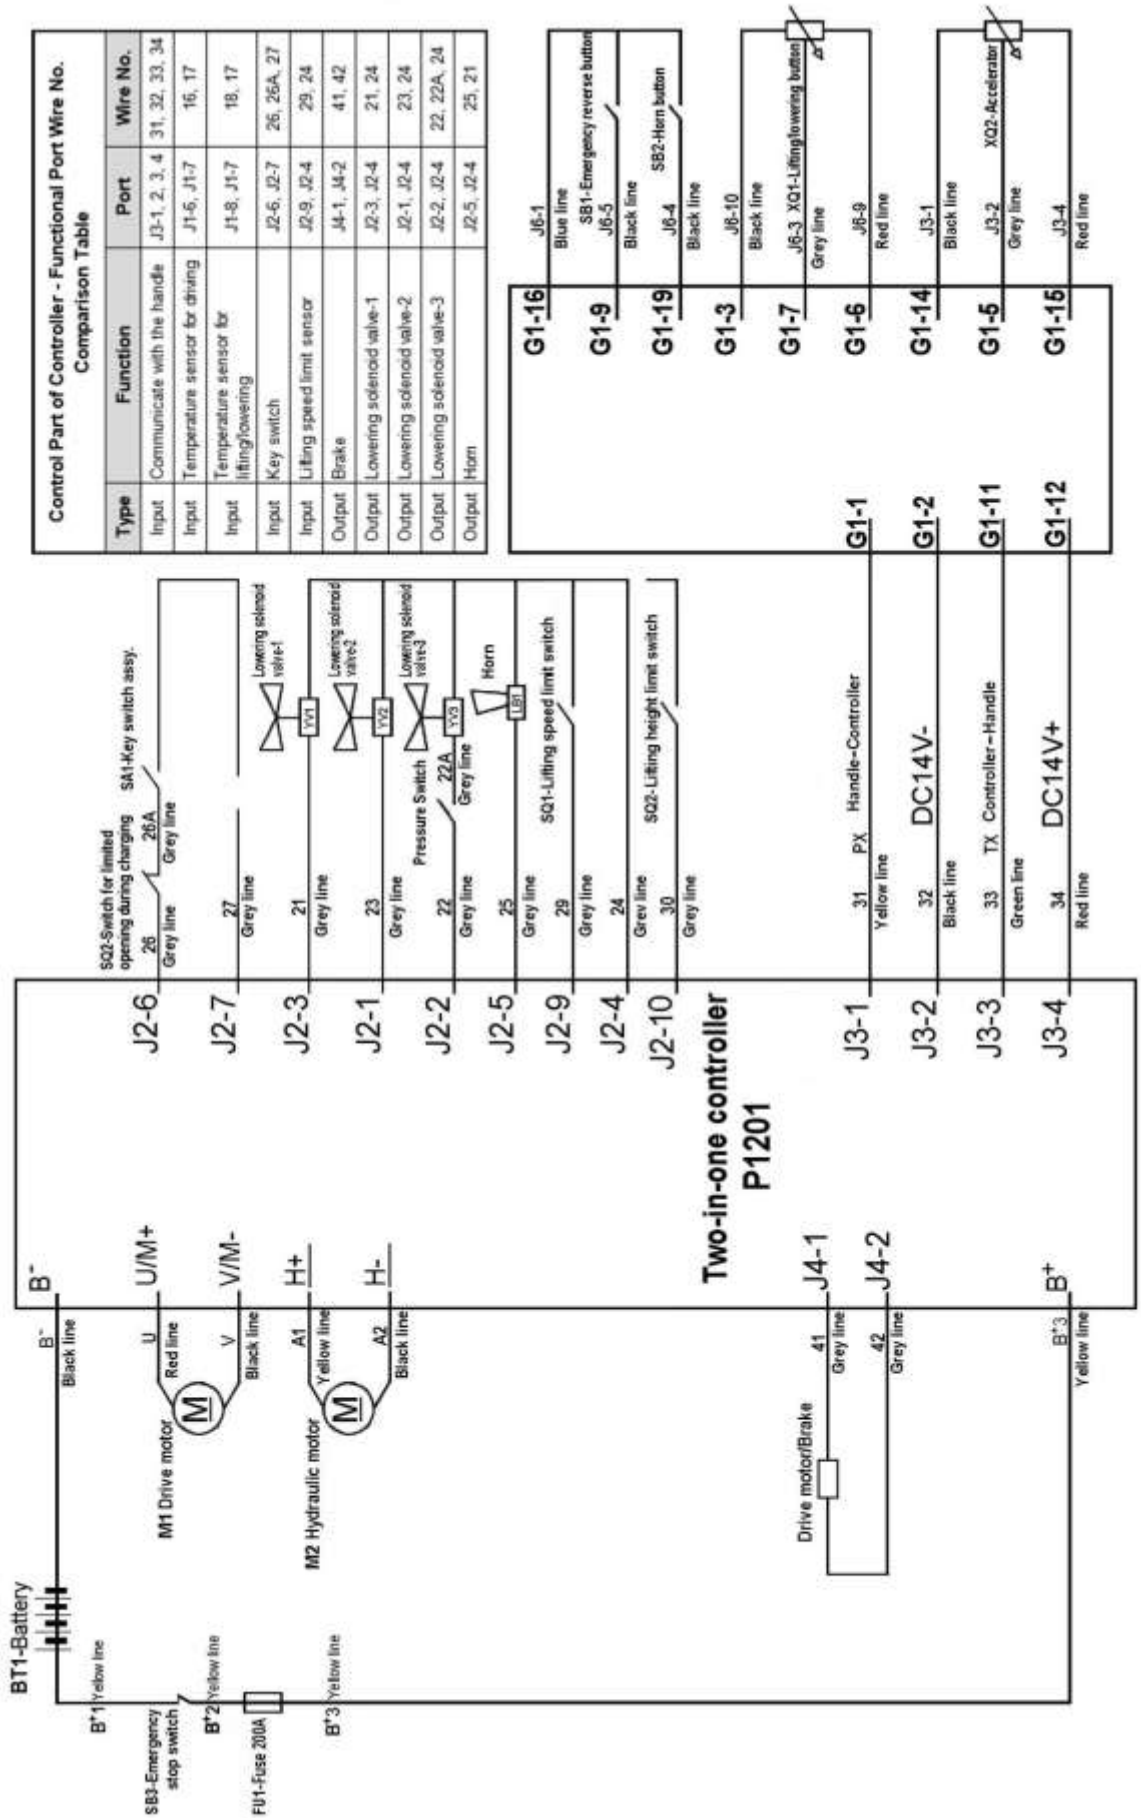 Control Part of Controller - Functional Port Wire No.
Comparison Table
Type Function Port Wire No.
Input Communicate with the handle J3-1, 2, 3, 4 31, 32, 33, 34
Input Temperature sensor for driving J1-6, J1-7 16, 17
Input Temperature sensor for
lifting/lowering J1-8, J1-7 18, 17
Input Key switch J2-6, J2-7 26, 26A, 27
Input Lifting speed limit sensor J2-9, J2-4 29, 24
Output Brake J4-1, J4-2 41, 42
Output Lowering solenoid valve-1 J2-3, J2-4 21, 24
Output Lowering solenoid valve-2 J2-1, J2-4 23, 24
Output Lowering solenoid valve-3 J2-2, J2-4 22, 22A, 24
Output Horn J2-5, J2-4 25, 21
BT1-Battery
B+1 Yellow line
SB3-Emergency
stop switch
B+2 Yellow line
FU1-Fuse 200A
B+3 Yellow line
B-
Black line
B-
M1 Drive motor
M
U
Red line
U/M+
V
Black line
V/M-
M2 Hydraulic motor
M
A1
Yellow line
H+
A2
Black line
H-
Drive motor/Brake
41
Grey line
J4-1
42
Grey line
J4-2
B+3
Yellow line
B+
Two-in-one controller
P1201
J2-6
SQ2-Switch for limited
opening during charging
26
Grey line
26A
Grey line
SA1-Key switch assy.
J2-7
27
Grey line
J2-3
21
Grey line
YV1
Lowering solenoid
valve-1
J2-1
23
Grey line
YV2
Lowering solenoid
valve-2
J2-2
22
Grey line
Pressure Switch
22A
Grey line
YV3
Lowering solenoid
valve-3
J2-5
25
Grey line
LB1
Horn
J2-9
29
Grey line
SQ1-Lifting speed limit switch
J2-4
24
Grey line
J2-10
30
Grey line
SQ2-Lifting height limit switch
J3-1
31 PX Handle-Controller
Yellow line
G1-1
J3-2
32 DC14V-
Black line
G1-2
J3-3
33 TX Controller-Handle
Green line
G1-11
J3-4
34 DC14V+
Red line
G1-12
G1-16
J6-1
Blue line
G1-9
SB1-Emergency reverse button
J6-5
Black line
G1-19
SB2-Horn button
J6-4
Black line
G1-3
J6-10
Black line
G1-7
J6-3 XQ1-Lifting/lowering button
Grey line
G1-6
J6-9
Red line
G1-14
J3-1
Black line
G1-5
J3-2 XQ2-Accelerator
Grey line
G1-15
J3-4
Red line